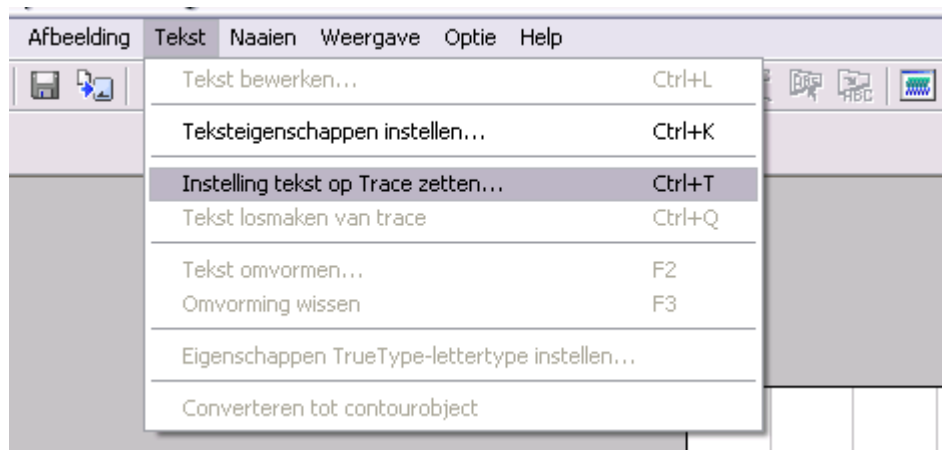 Afbeelding Tekst Naaien Weergave Optie Help
Tekst bewerken... Ctrl+L
Teksteigenschappen instellen... Ctrl+K
Instelling tekst op Trace zetten... Ctrl+T
Tekst losmaken van trace Ctrl+Q
Tekst omvormen... F2
Omvorming wissen F3
Eigenschappen TrueType-lettertype instellen...
Converteren tot contourobject
ABC